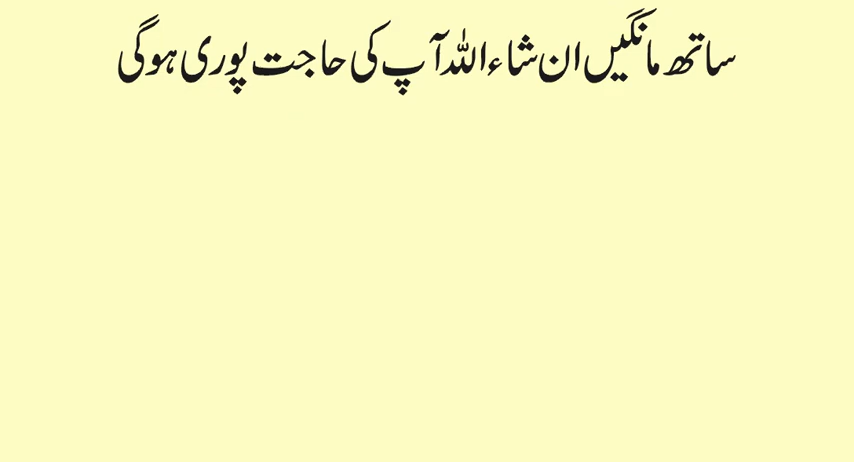 ساتھ مانگیں ان شاء اللہ آپ کی حاجت پوری ہوگی